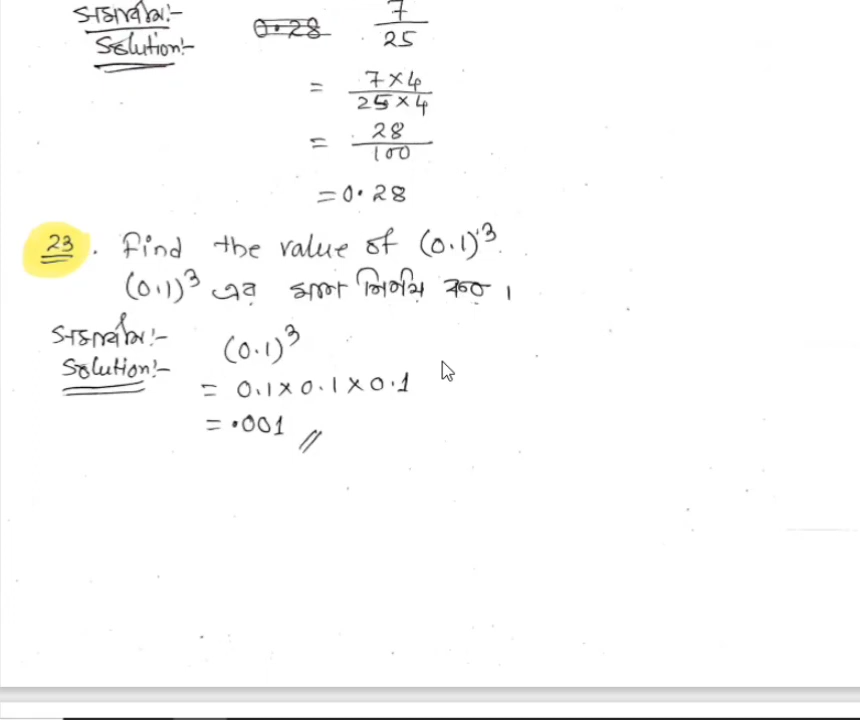 সমাধান:-
Solution:-
0.28 7/25
= 7×4/25×4
= 28/100
=0.28
23. Find the value of (0.1)³.
(0.1)³ এর মান নির্ণয় কর।
সমাধান:-
Solution:- (0.1)³
= 0.1×0.1×0.1
= .001 //